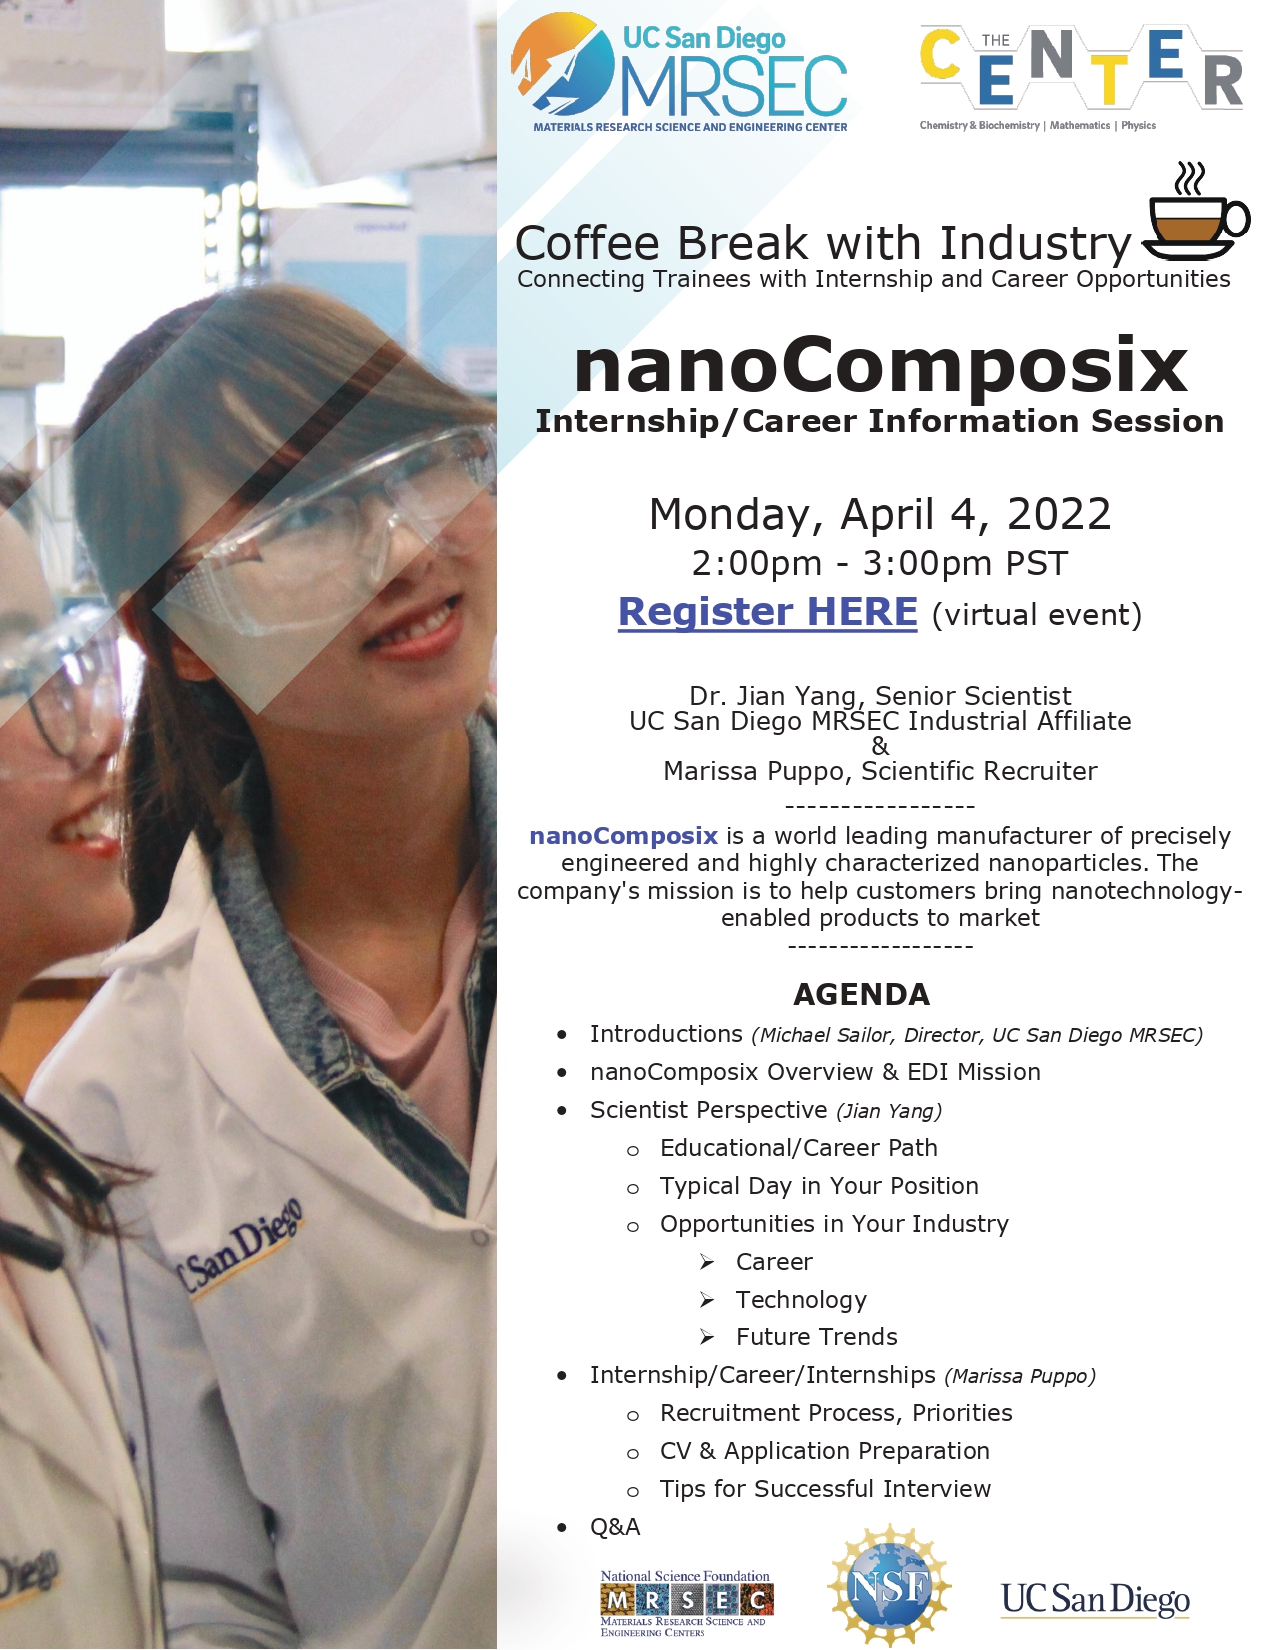 UC San Diego
MRSEC
MATERIALS RESEARCH SCIENCE AND ENGINEERING CENTER
THE
CENTER
Chemistry & Biochemistry | Mathematics | Physics
Coffee Break with Industry
Connecting Trainees with Internship and Career Opportunities
nanoComposix
Internship/Career Information Session
Monday, April 4, 2022
2:00pm - 3:00pm PST
Register HERE (virtual event)
Dr. Jian Yang, Senior Scientist
UC San Diego MRSEC Industrial Affiliate
&
Marissa Puppo, Scientific Recruiter
-----------------
nanoComposix is a world leading manufacturer of precisely
engineered and highly characterized nanoparticles. The
company's mission is to help customers bring nanotechnology-
enabled products to market
------------------
AGENDA
• Introductions (Michael Sailor, Director, UC San Diego MRSEC)
• nanoComposix Overview & EDI Mission
• Scientist Perspective (Jian Yang)
o Educational/Career Path
o Typical Day in Your Position
o Opportunities in Your Industry
➢ Career
➢ Technology
➢ Future Trends
• Internship/Career/Internships (Marissa Puppo)
o Recruitment Process, Priorities
o CV & Application Preparation
o Tips for Successful Interview
• Q&A
National Science Foundation
MRSEC
MATERIALS RESEARCH SCIENCE AND
ENGINEERING CENTERS
NSF
UC San Diego
C San Diego
Diego